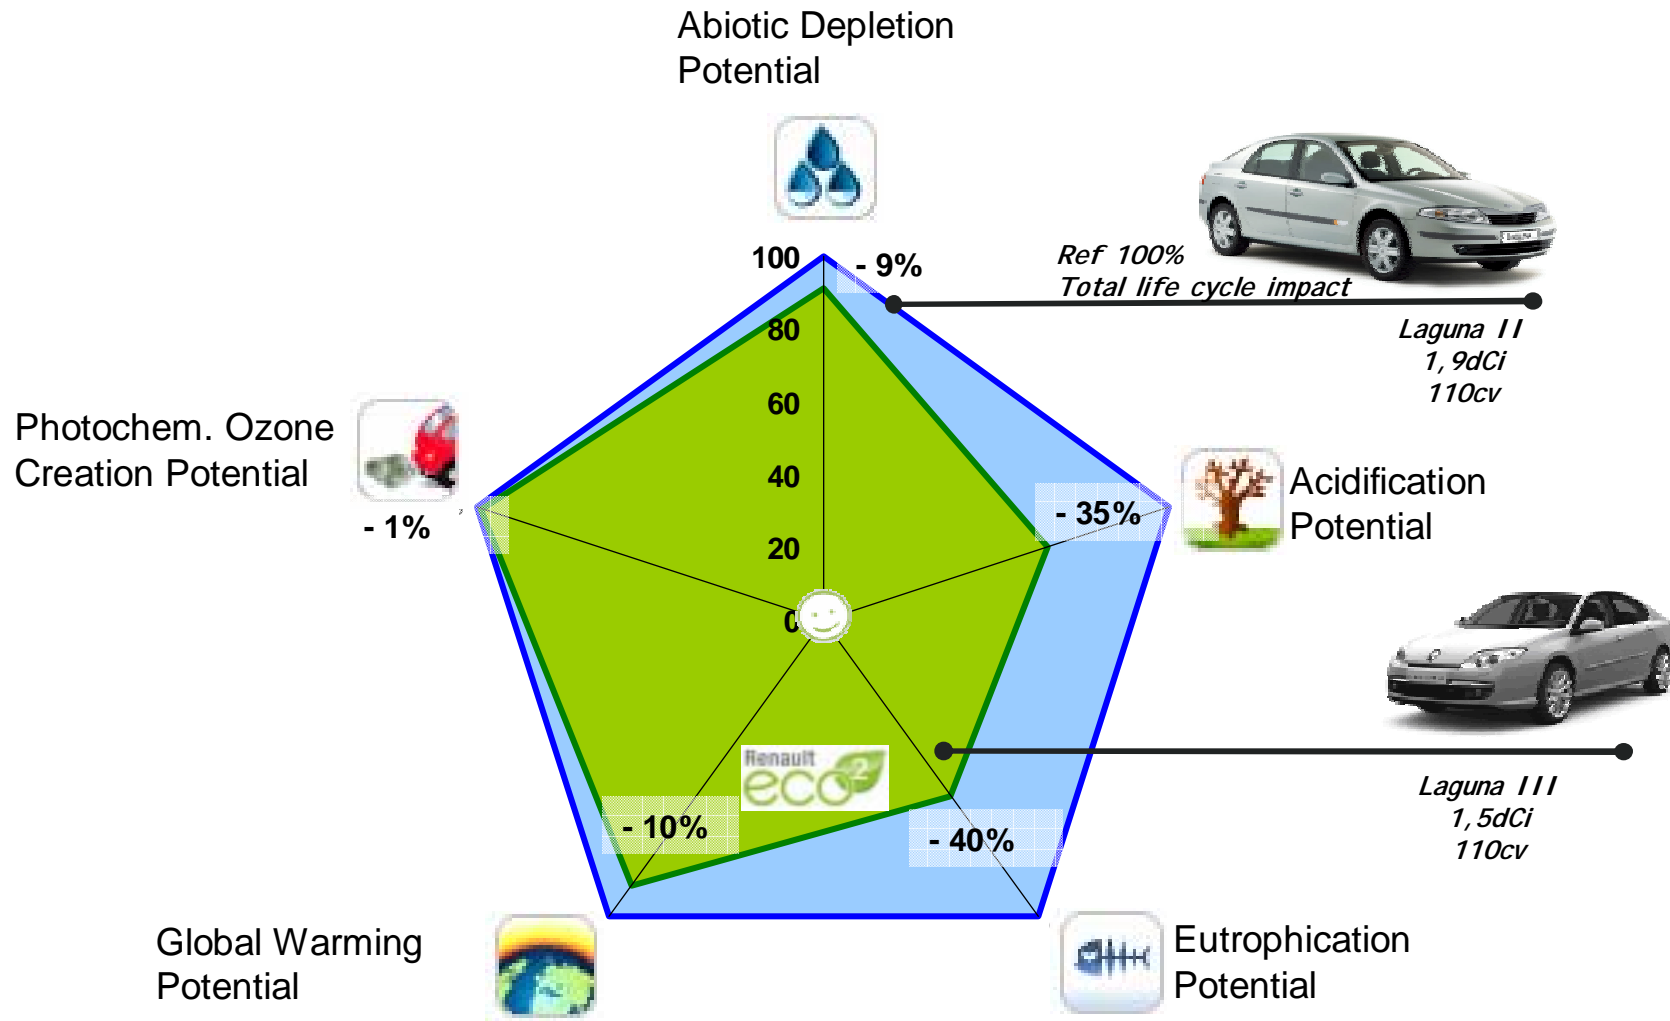 Abiotic Depletion
Potential
100
- 9%
Ref 100%
Total life cycle impact
80
Laguna II
1,9dCi
110cv
60
Photochem. Ozone
Creation Potential
- 1%
40
Acidification
Potential
- 35%
20
0
Renault
eco2
Laguna III
1,5dCi
110cv
- 10%
- 40%
Global Warming
Potential
Eutrophication
Potential